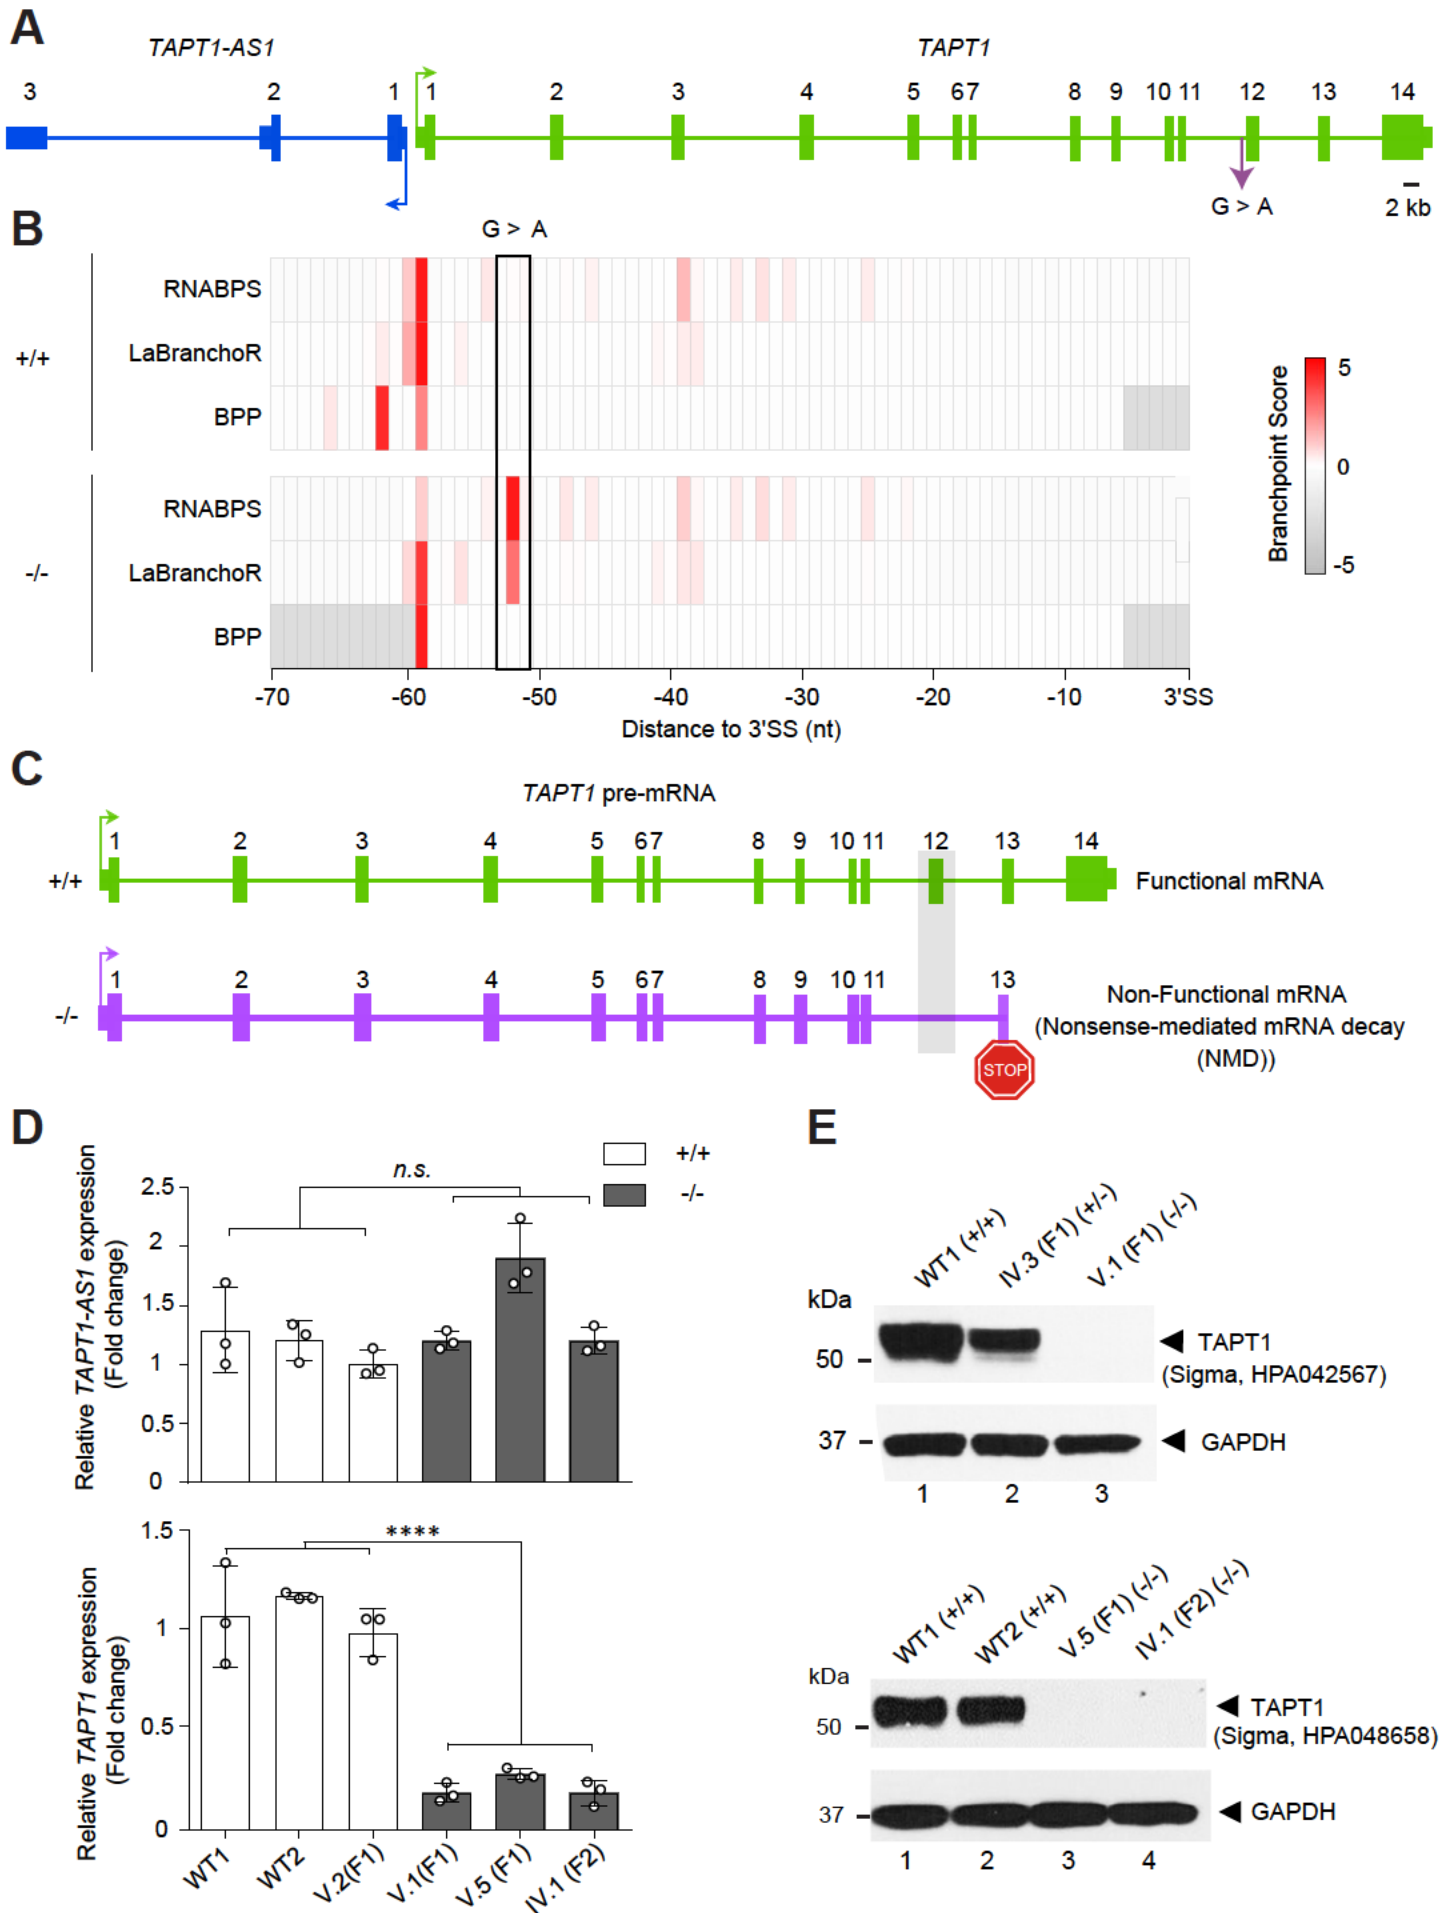 A
TAPT1-AS1
TAPT1
3 2 1 1 2 3 4 5 6 7 8 9 10 11 12 13 14
G > A
2 kb
B
G > A
+/+
RNABPS
LaBranchoR
BPP
-/-
RNABPS
LaBranchoR
BPP
-70 -60 -50 -40 -30 -20 -10 3'SS
Distance to 3'SS (nt)
Branchpoint Score
5
0
-5
C
TAPT1 pre-mRNA
1 2 3 4 5 6 7 8 9 10 11 12 13 14
+/+
Functional mRNA
1 2 3 4 5 6 7 8 9 10 11 13
-/-
Non-Functional mRNA
(Nonsense-mediated mRNA decay
(NMD))
STOP
D
+/+
-/-
Relative TAPT1-AS1 expression
(Fold change)
2.5
2
1.5
1
0.5
0
n.s.
Relative TAPT1 expression
(Fold change)
1.5
1
0.5
0
****
WT1
WT2
V.2(F1)
V.1(F1)
V.5 (F1)
IV.1 (F2)
E
WT1 (+/+)
IV.3 (F1) (+/-)
V.1 (F1) (-/-)
kDa
50
TAPT1
(Sigma, HPA042567)
37
GAPDH
1 2 3
WT1 (+/+)
WT2 (+/+)
V.5 (F1) (-/-)
IV.1 (F2) (-/-)
kDa
50
TAPT1
(Sigma, HPA048658)
37
GAPDH
1 2 3 4